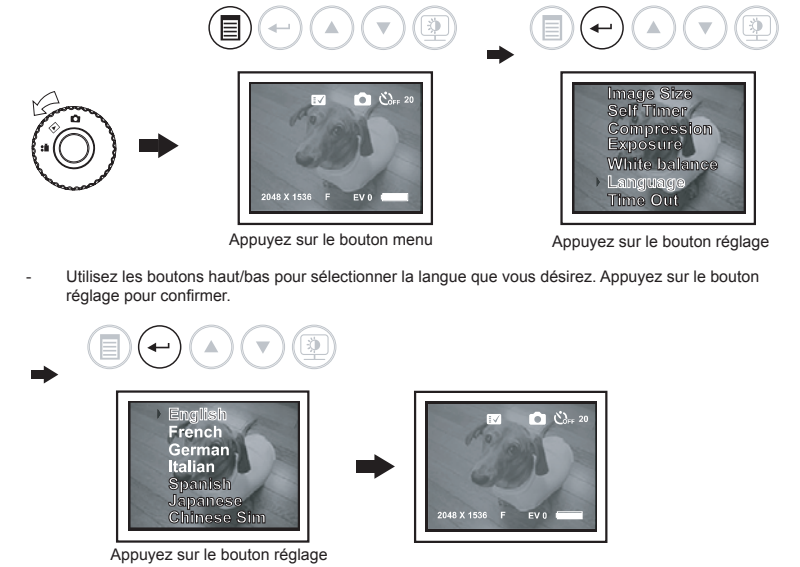 OFF 20
2048 X 1536 F EV 0
Appuyez sur le bouton menu
Image Size
Self Timer
Compression
Exposure
White balance
Language
Time Out
Appuyez sur le bouton réglage
- Utilisez les boutons haut/bas pour sélectionner la langue que vous désirez. Appuyez sur le bouton
réglage pour confirmer.
English
French
German
Italian
Spanish
Japanese
Chinese Sim
Appuyez sur le bouton réglage
OFF 20
2048 X 1536 F EV 0